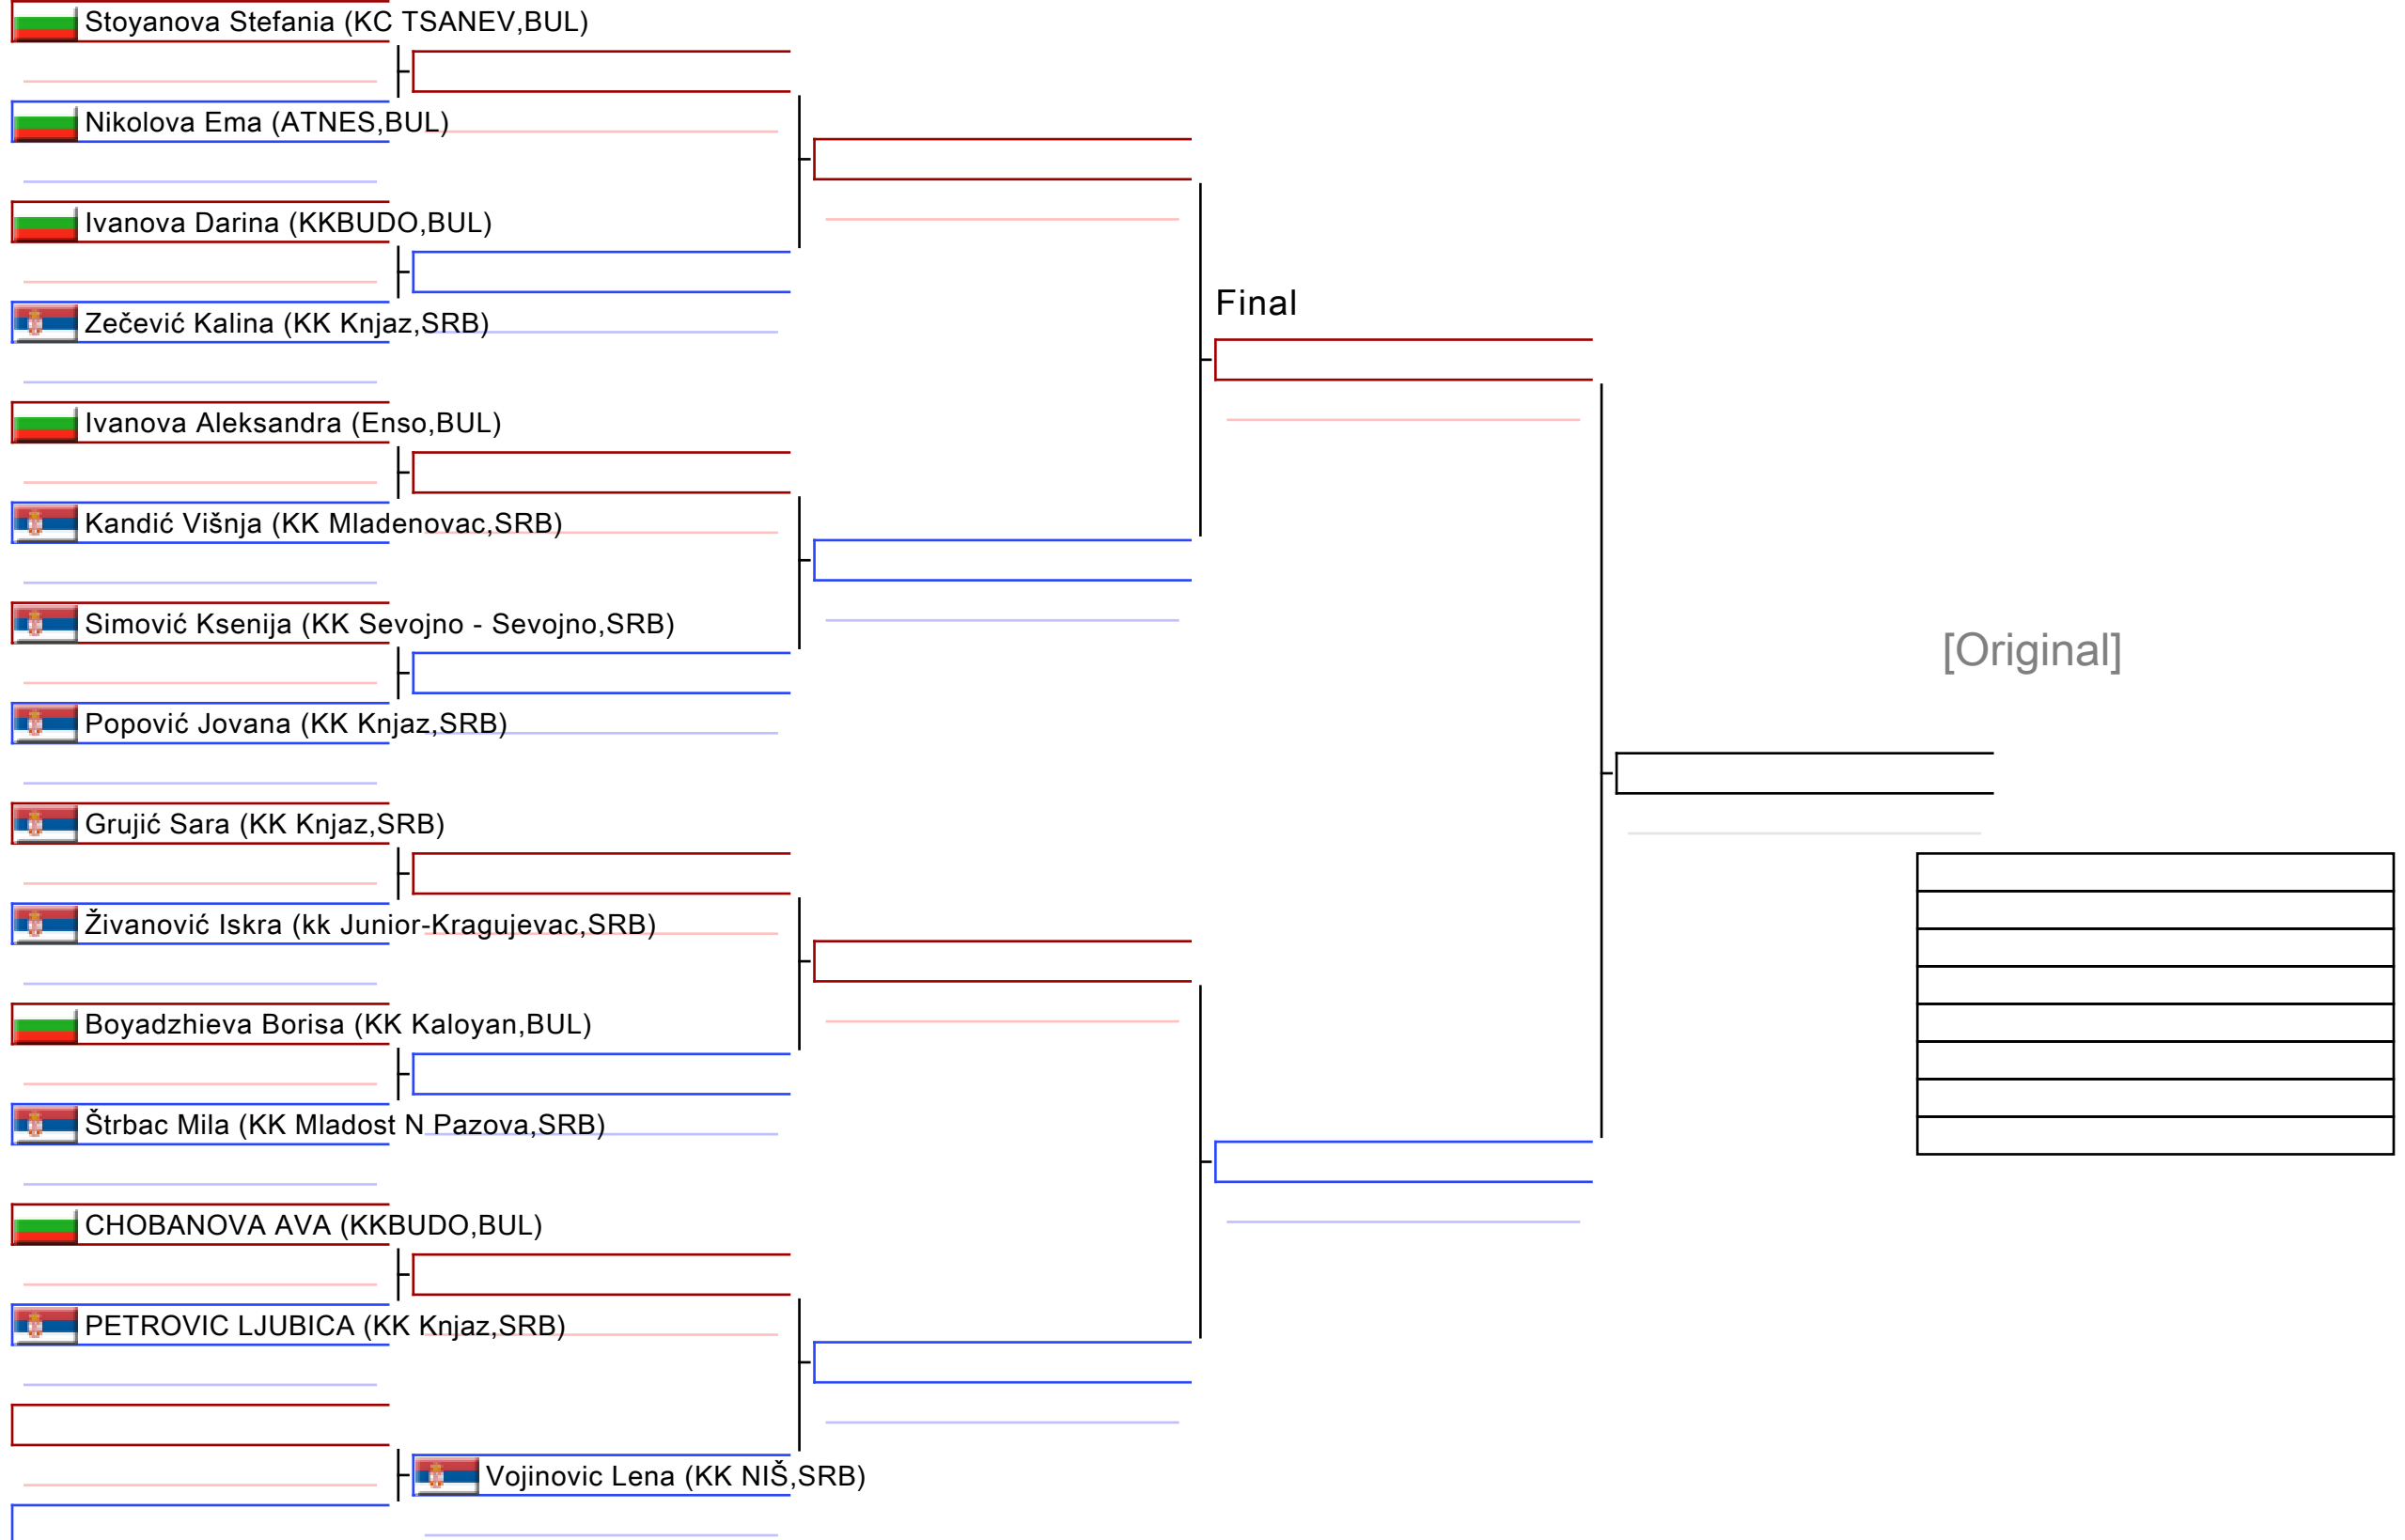 Stoyanova Stefania (KC TSANEV,BUL)
Nikolova Ema (ATNES,BUL)
Ivanova Darina (KKBUDO,BUL)
Final
Zečević Kalina (KK Knjaz,SRB)
Ivanova Aleksandra (Enso,BUL)
Kandić Višnja (KK Mladenovac,SRB)
Simović Ksenija (KK Sevojno - Sevojno,SRB)
[Original]
Popović Jovana (KK Knjaz,SRB)
Grujić Sara (KK Knjaz,SRB)
Živanović Iskra (kk Junior-Kragujevac,SRB)
Boyadzhieva Borisa (KK Kaloyan,BUL)
Štrbac Mila (KK Mladost N Pazova,SRB)
CHOBANOVA AVA (KKBUDO,BUL)
PETROVIC LJUBICA (KK Knjaz,SRB)
Vojinovic Lena (KK NIŠ,SRB)